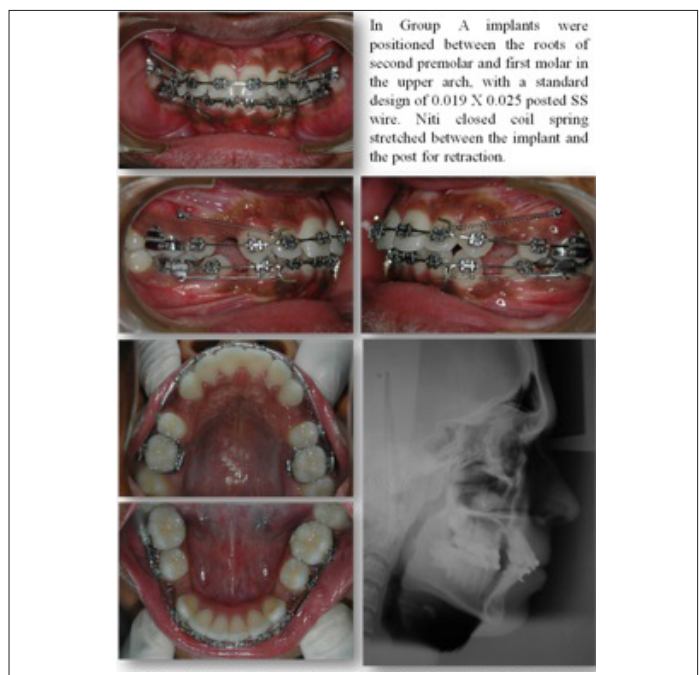 In Group A implants were
positioned between the roots of
second premolar and first molar in
the upper arch, with a standard
design of 0.019 X 0.025 posted SS
wire. Niti closed coil spring
stretched between the implant and
the post for retraction.